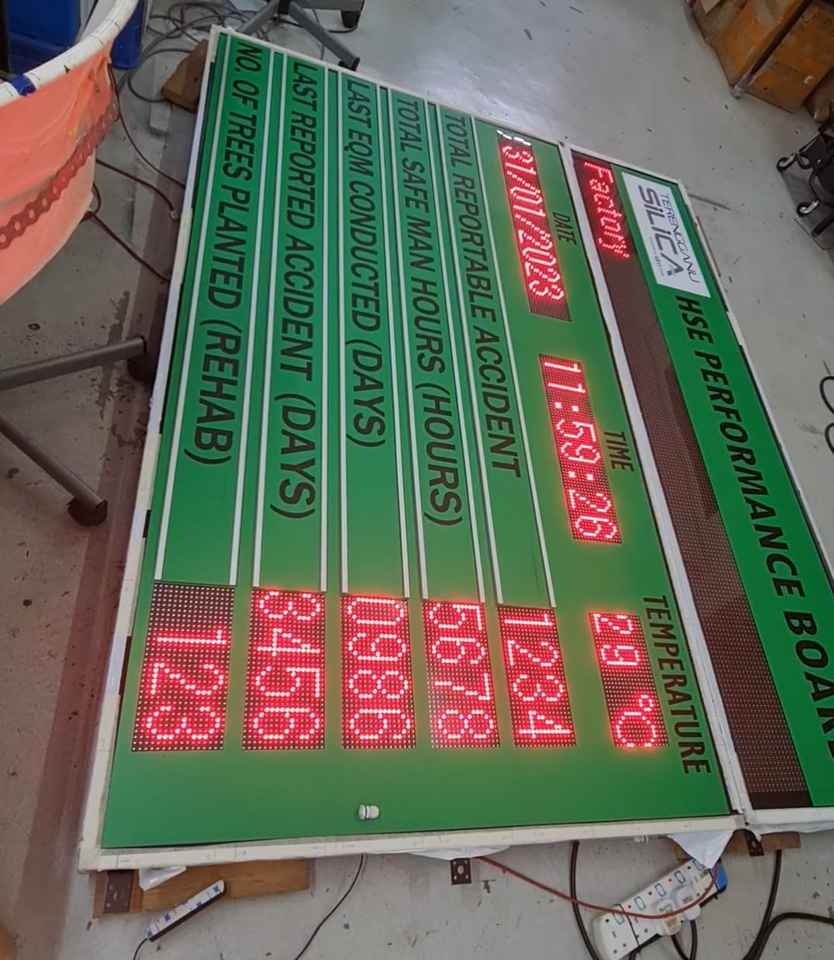 TERENGGANU
SiLiCA
HSE PERFORMANCE BOARD
Factory
DATE TIME TEMPERATURE
31/01/2023 11:59:26 29 °C
TOTAL REPORTABLE ACCIDENT 1234
TOTAL SAFE MAN HOURS (HOURS) 5678
LAST EQM CONDUCTED (DAYS) 0986
LAST REPORTED ACCIDENT (DAYS) 3456
NO. OF TREES PLANTED (REHAB) 123